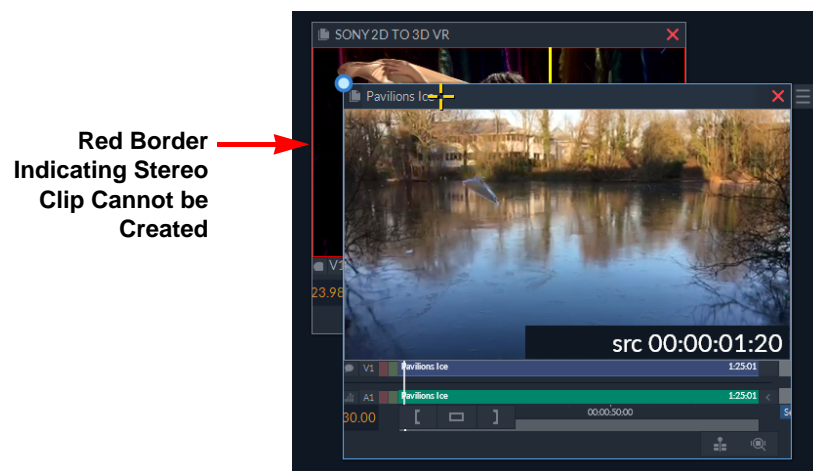 SONY 2D TO 3D VR
Pavilions Ice
Red Border
Indicating Stereo
Clip Cannot be
Created
V1
23.98
src 00:00:01:20
V1 Pavilions Ice 1:25:01
A1 Pavilions Ice 1:25:01
30.00 [ ] 00:00:50:00